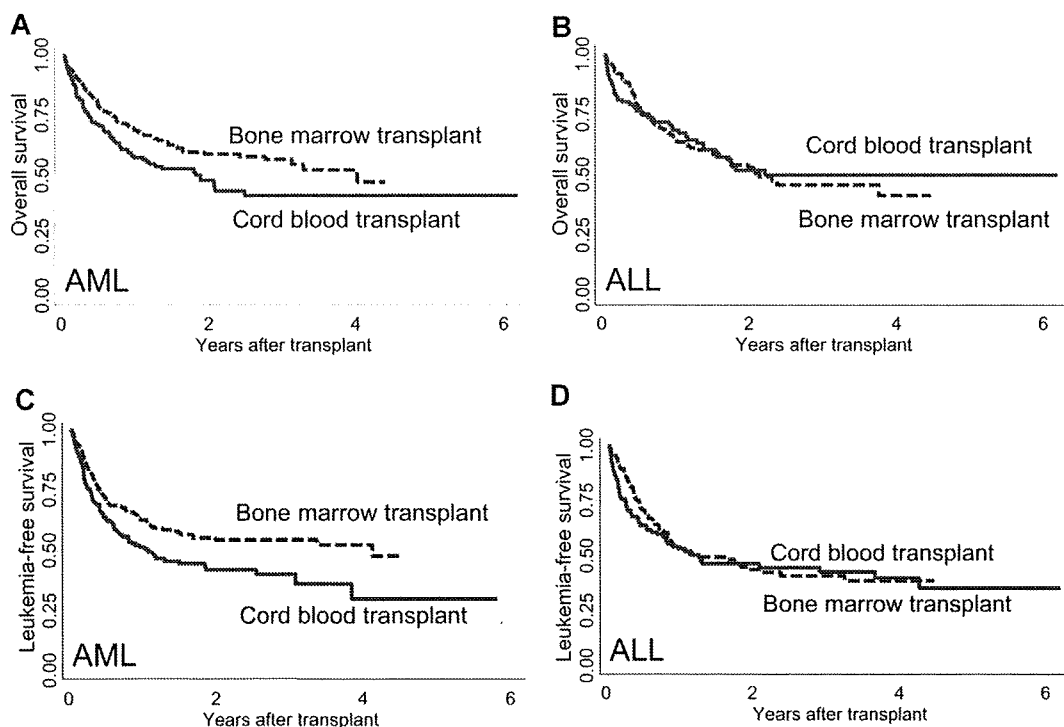 A
Overall survival
1.00
0.75
0.50
0.25
0.00
Bone marrow transplant
Cord blood transplant
AML
0 2 4 6
Years after transplant
B
Overall survival
1.00
0.75
0.50
0.25
0.00
Cord blood transplant
Bone marrow transplant
ALL
0 2 4 6
Years after transplant
C
Leukemia-free survival
1.00
0.75
0.50
0.25
0.00
Bone marrow transplant
Cord blood transplant
AML
0 2 4 6
Years after transplant
D
Leukemia-free survival
1.00
0.75
0.50
0.25
0.00
Cord blood transplant
Bone marrow transplant
ALL
0 2 4 6
Years after transplant